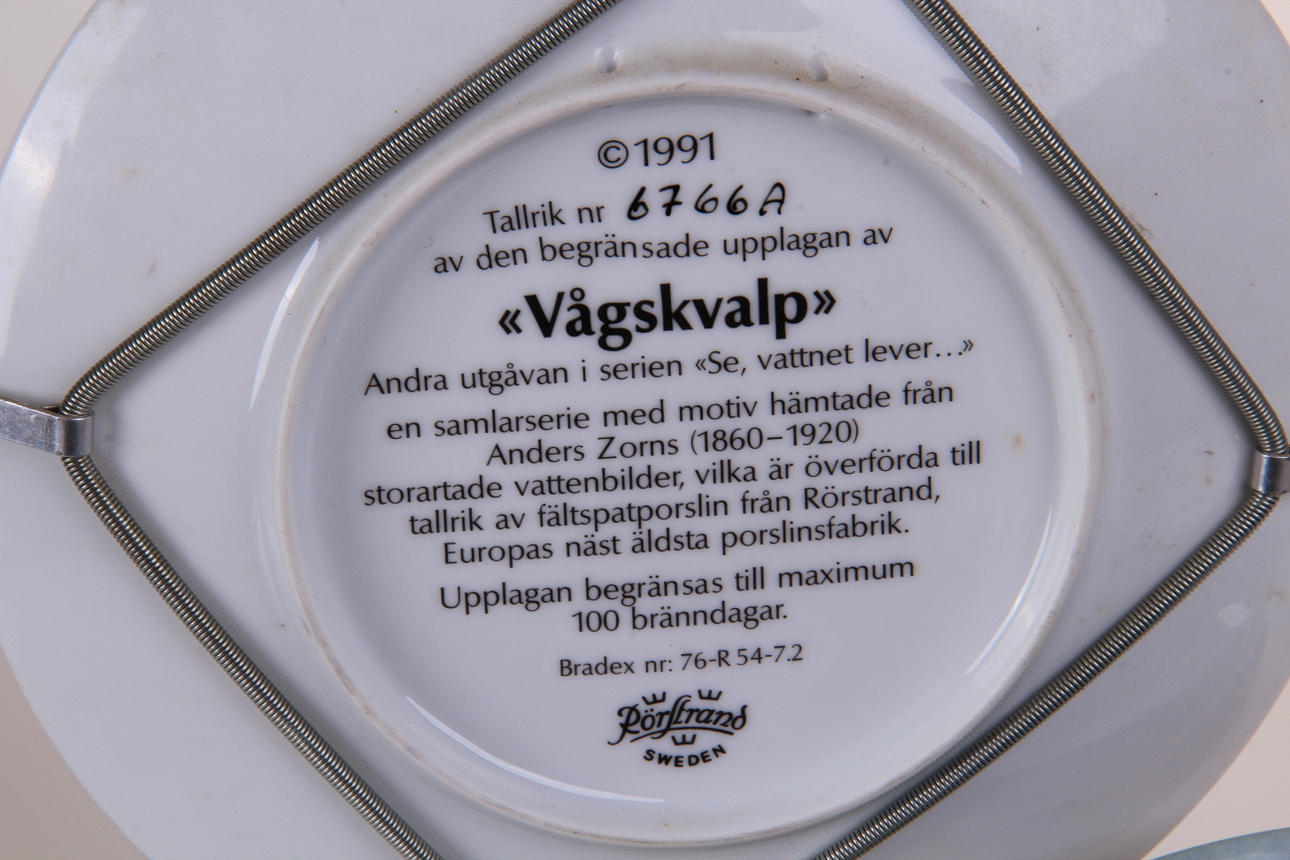 ©1991
Tallrik nr 6766A
av den begränsade upplagan av
«Vågskvalp»
Andra utgåvan i serien «Se, vattnet lever…»
en samlarserie med motiv hämtade från
Anders Zorns (1860–1920)
storartade vattenbilder, vilka är överförda till
tallrik av fältspatporslin från Rörstrand,
Europas näst äldsta porslinsfabrik.
Upplagan begränsas till maximum
100 bränndagar.
Bradex nr: 76-R 54-7.2
Rörstrand
SWEDEN